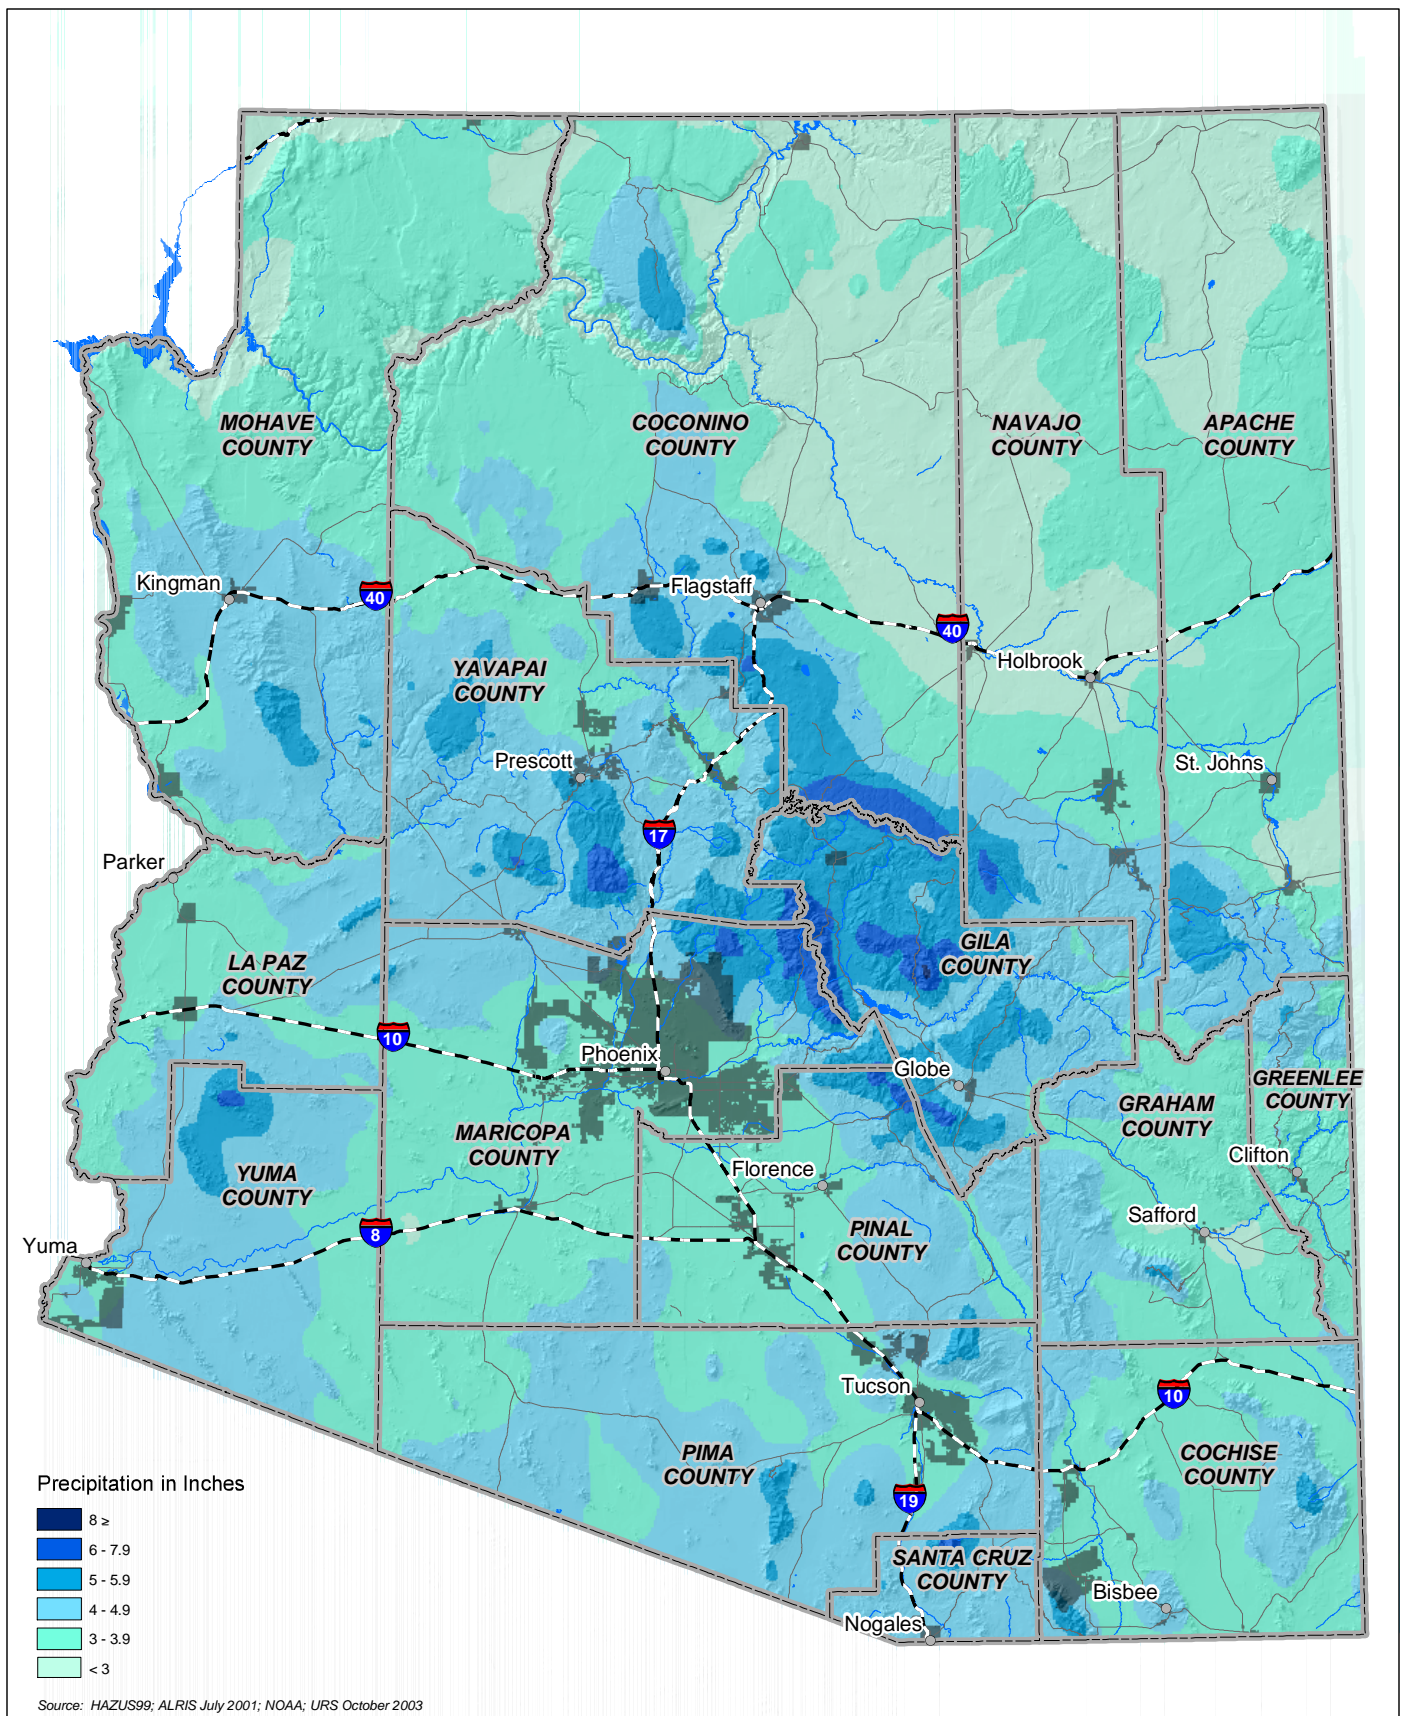 MOHAVE
COUNTY
COCONINO
COUNTY
NAVAJO
COUNTY
APACHE
COUNTY
Kingman
40
Flagstaff
40
Holbrook
YAVAPAI
COUNTY
Prescott
St. Johns
17
Parker
LA PAZ
COUNTY
GILA
COUNTY
10
Phoenix
Globe
GREENLEE
COUNTY
GRAHAM
COUNTY
MARICOPA
COUNTY
Clifton
YUMA
COUNTY
Florence
Safford
PINAL
COUNTY
8
Yuma
Tucson
10
PIMA
COUNTY
COCHISE
COUNTY
19
SANTA CRUZ
COUNTY
Bisbee
Nogales
Precipitation in Inches
8 ≥
6 - 7.9
5 - 5.9
4 - 4.9
3 - 3.9
< 3
Source: HAZUS99; ALRIS July 2001; NOAA; URS October 2003